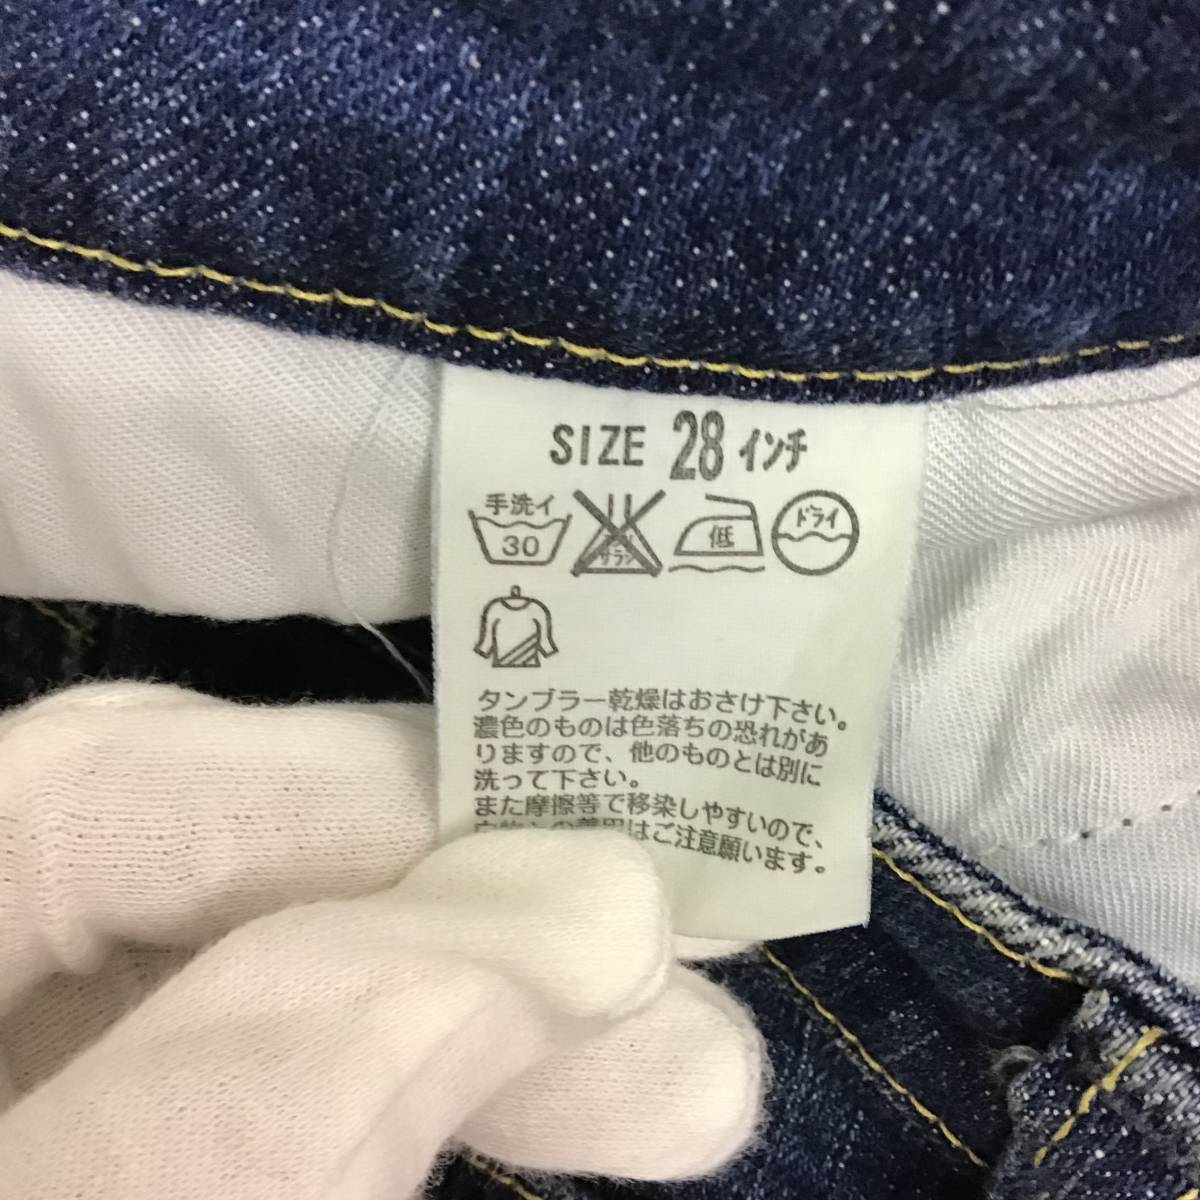 SIZE 28 インチ
手洗イ
30
サラシ
低
ドライ
タンブラー乾燥はおさけ下さい。
濃色のものは色落ちの恐れがあ
りますので、他のものとは別に
洗って下さい。
また摩擦等で移染しやすいので、
はご注意願います。